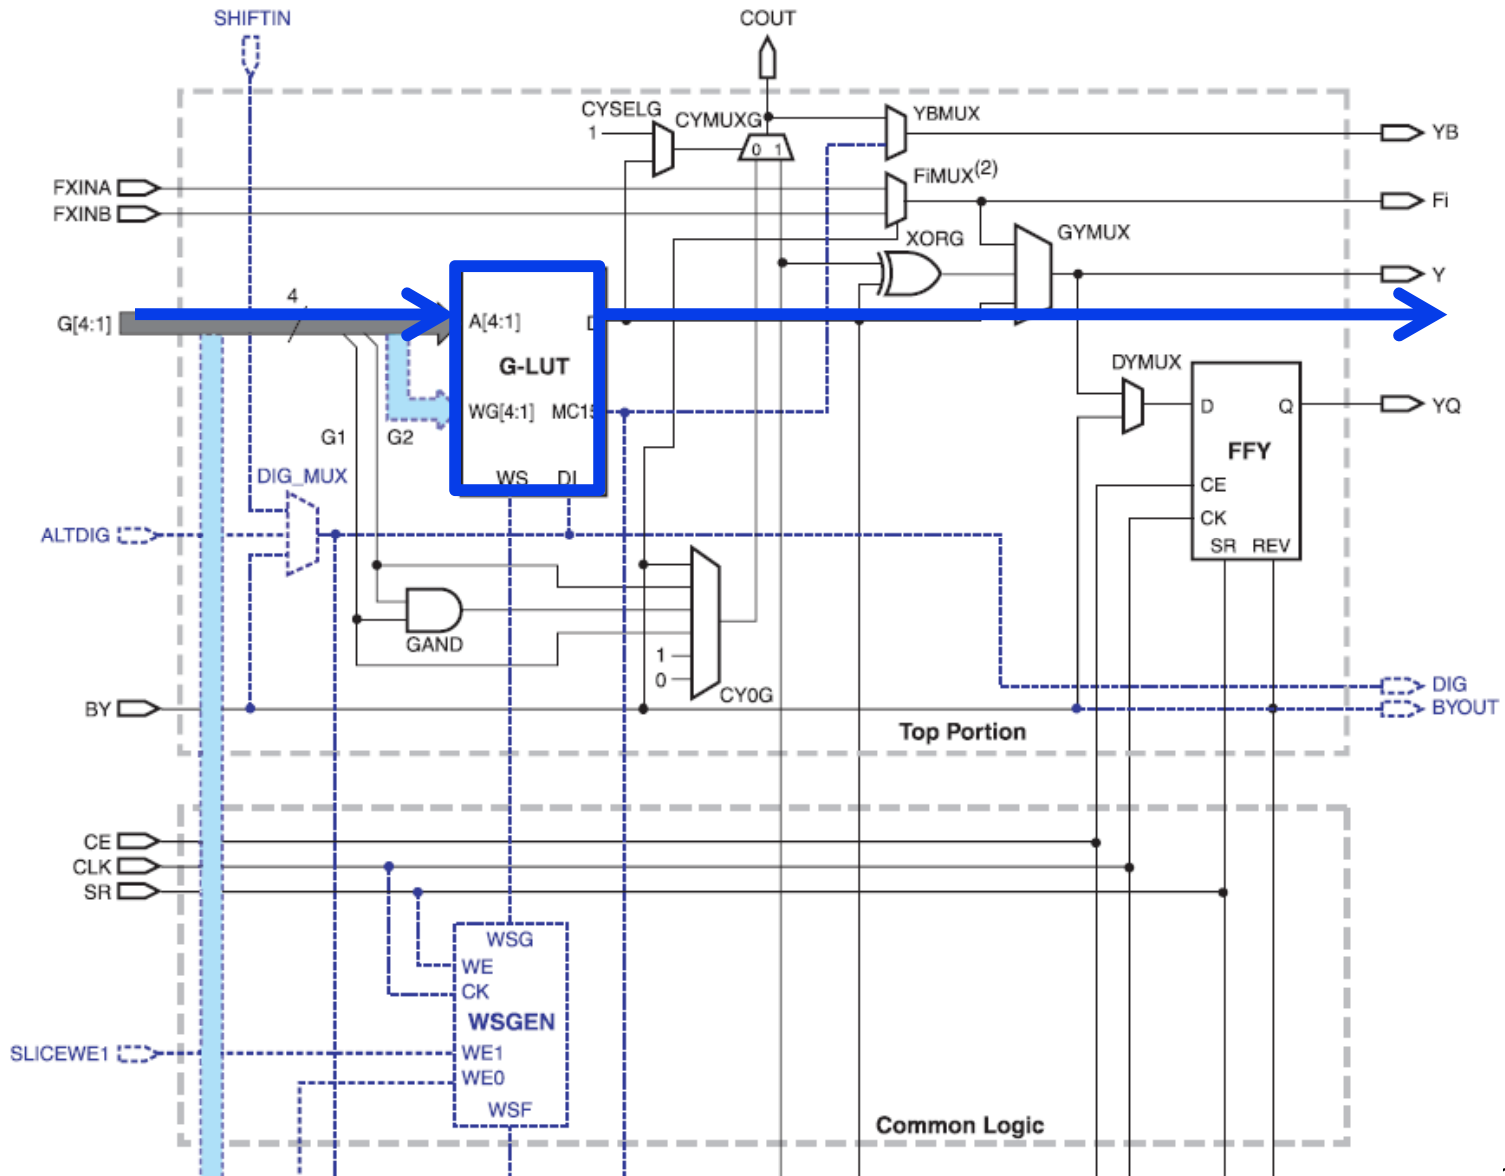 SHIFTIN
COUT
CYSELG
CYMUXG
YBMUX
1
0 1
YB
FXINA
FiMUX(2)
Fi
FXINB
XORG
GYMUX
Y
4
G[4:1]
A[4:1]
D
G-LUT
DYMUX
WG[4:1]
MC15
D
Q
YQ
G1
G2
FFY
DIG_MUX
WS
DI
CE
CK
ALTDIG
SR
REV
GAND
1
0
CY0G
DIG
BY
BYOUT
Top Portion
CE
CLK
SR
WSG
WE
CK
WSGEN
SLICEWE1
WE1
WE0
WSF
Common Logic